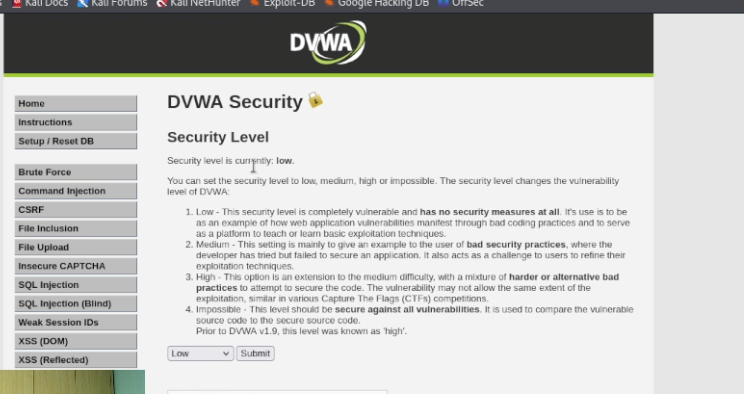 Kali Docs Kali Forums Kali NetHunter Exploit-DB Google Hacking DB OffSec
DVWA
Home
Instructions
Setup / Reset DB
Brute Force
Command Injection
CSRF
File Inclusion
File Upload
Insecure CAPTCHA
SQL Injection
SQL Injection (Blind)
Weak Session IDs
XSS (DOM)
XSS (Reflected)
DVWA Security
Security Level
Security level is currently: low.
You can set the security level to low, medium, high or impossible. The security level changes the vulnerability
level of DVWA:
1. Low - This security level is completely vulnerable and has no security measures at all. It's use is to be
as an example of how web application vulnerabilities manifest through bad coding practices and to serve
as a platform to teach or learn basic exploitation techniques.
2. Medium - This setting is mainly to give an example to the user of bad security practices, where the
developer has tried but failed to secure an application. It also acts as a challenge to users to refine their
exploitation techniques.
3. High - This option is an extension to the medium difficulty, with a mixture of harder or alternative bad
practices to attempt to secure the code. The vulnerability may not allow the same extent of the
exploitation, similar in various Capture The Flags (CTFs) competitions.
4. Impossible - This level should be secure against all vulnerabilities. It is used to compare the vulnerable
source code to the secure source code.
Prior to DVWA v1.9, this level was known as 'high'.
Low Submit